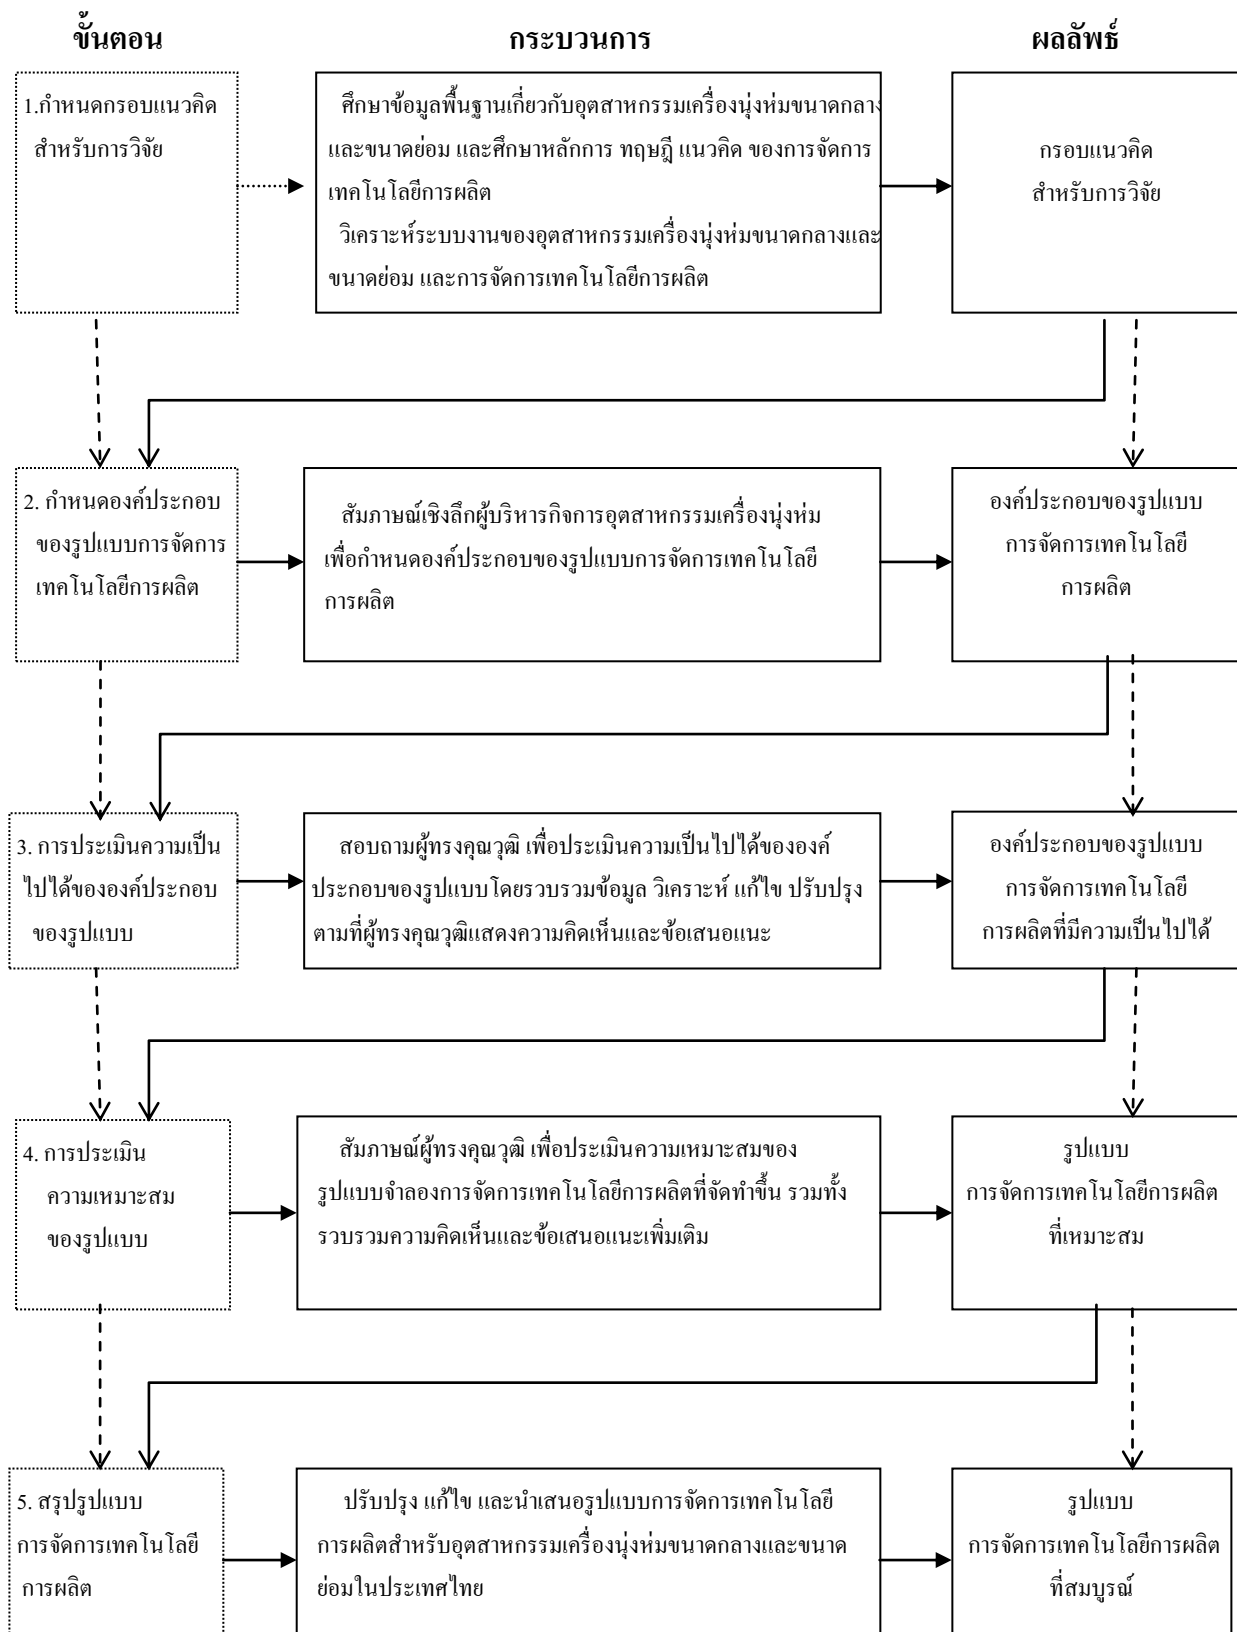 ขั้นตอน
กระบวนการ
ผลลัพธ์
1.กำหนดกรอบแนวคิด
สำหรับการวิจัย
ศึกษาข้อมูลพื้นฐานเกี่ยวกับอุตสาหกรรมเครื่องนุ่งห่มขนาดกลาง
และขนาดย่อม และศึกษาหลักการ ทฤษฎี แนวคิด ของการจัดการ
เทคโนโลยีการผลิต
วิเคราะห์ระบบงานของอุตสาหกรรมเครื่องนุ่งห่มขนาดกลางและ
ขนาดย่อม และการจัดการเทคโนโลยีการผลิต
กรอบแนวคิด
สำหรับการวิจัย
2. กำหนดองค์ประกอบ
ของรูปแบบการจัดการ
เทคโนโลยีการผลิต
สัมภาษณ์เชิงลึกผู้บริหารกิจการอุตสาหกรรมเครื่องนุ่งห่ม
เพื่อกำหนดองค์ประกอบของรูปแบบการจัดการเทคโนโลยี
การผลิต
องค์ประกอบของรูปแบบ
การจัดการเทคโนโลยี
การผลิต
3. การประเมินความเป็น
ไปได้ขององค์ประกอบ
ของรูปแบบ
สอบถามผู้ทรงคุณวุฒิ เพื่อประเมินความเป็นไปได้ขององค์
ประกอบของรูปแบบโดยรวบรวมข้อมูล วิเคราะห์ แก้ไข ปรับปรุง
ตามที่ผู้ทรงคุณวุฒิแสดงความคิดเห็นและข้อเสนอแนะ
องค์ประกอบของรูปแบบ
การจัดการเทคโนโลยี
การผลิตที่มีความเป็นไปได้
4. การประเมิน
ความเหมาะสม
ของรูปแบบ
สัมภาษณ์ผู้ทรงคุณวุฒิ เพื่อประเมินความเหมาะสมของ
รูปแบบจำลองการจัดการเทคโนโลยีการผลิตที่จัดทำขึ้น รวมทั้ง
รวบรวมความคิดเห็นและข้อเสนอแนะเพิ่มเติม
รูปแบบ
การจัดการเทคโนโลยีการผลิต
ที่เหมาะสม
5. สรุปรูปแบบ
การจัดการเทคโนโลยี
การผลิต
ปรับปรุง แก้ไข และนำเสนอรูปแบบการจัดการเทคโนโลยี
การผลิตสำหรับอุตสาหกรรมเครื่องนุ่งห่มขนาดกลางและขนาด
ย่อมในประเทศไทย
รูปแบบ
การจัดการเทคโนโลยีการผลิต
ที่สมบูรณ์